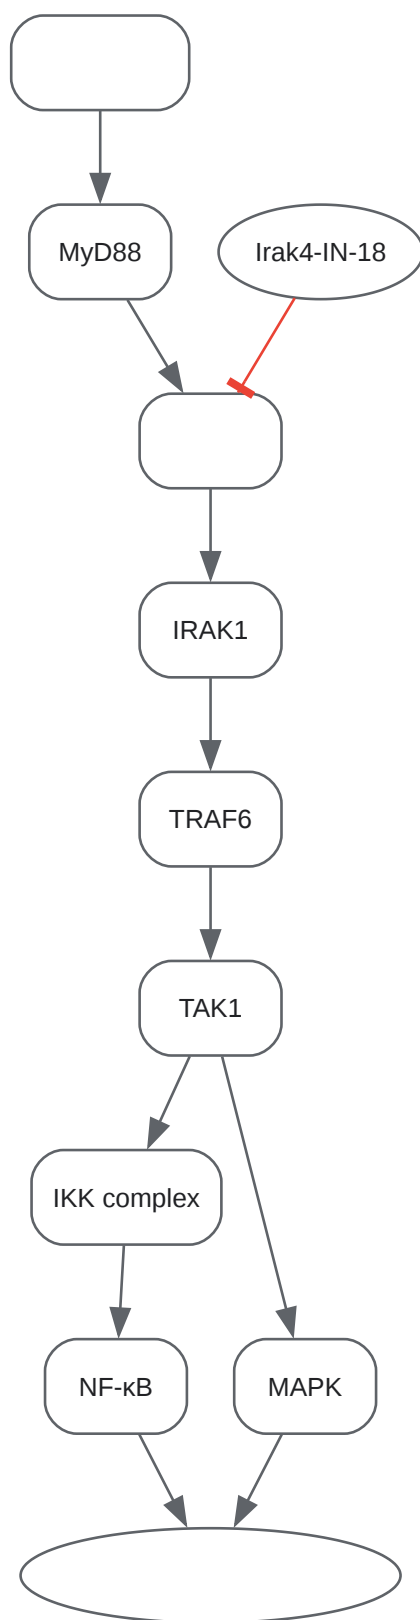 MyD88
Irak4-IN-18
IRAK1
TRAF6
TAK1
IKK complex
NF-κB
MAPK